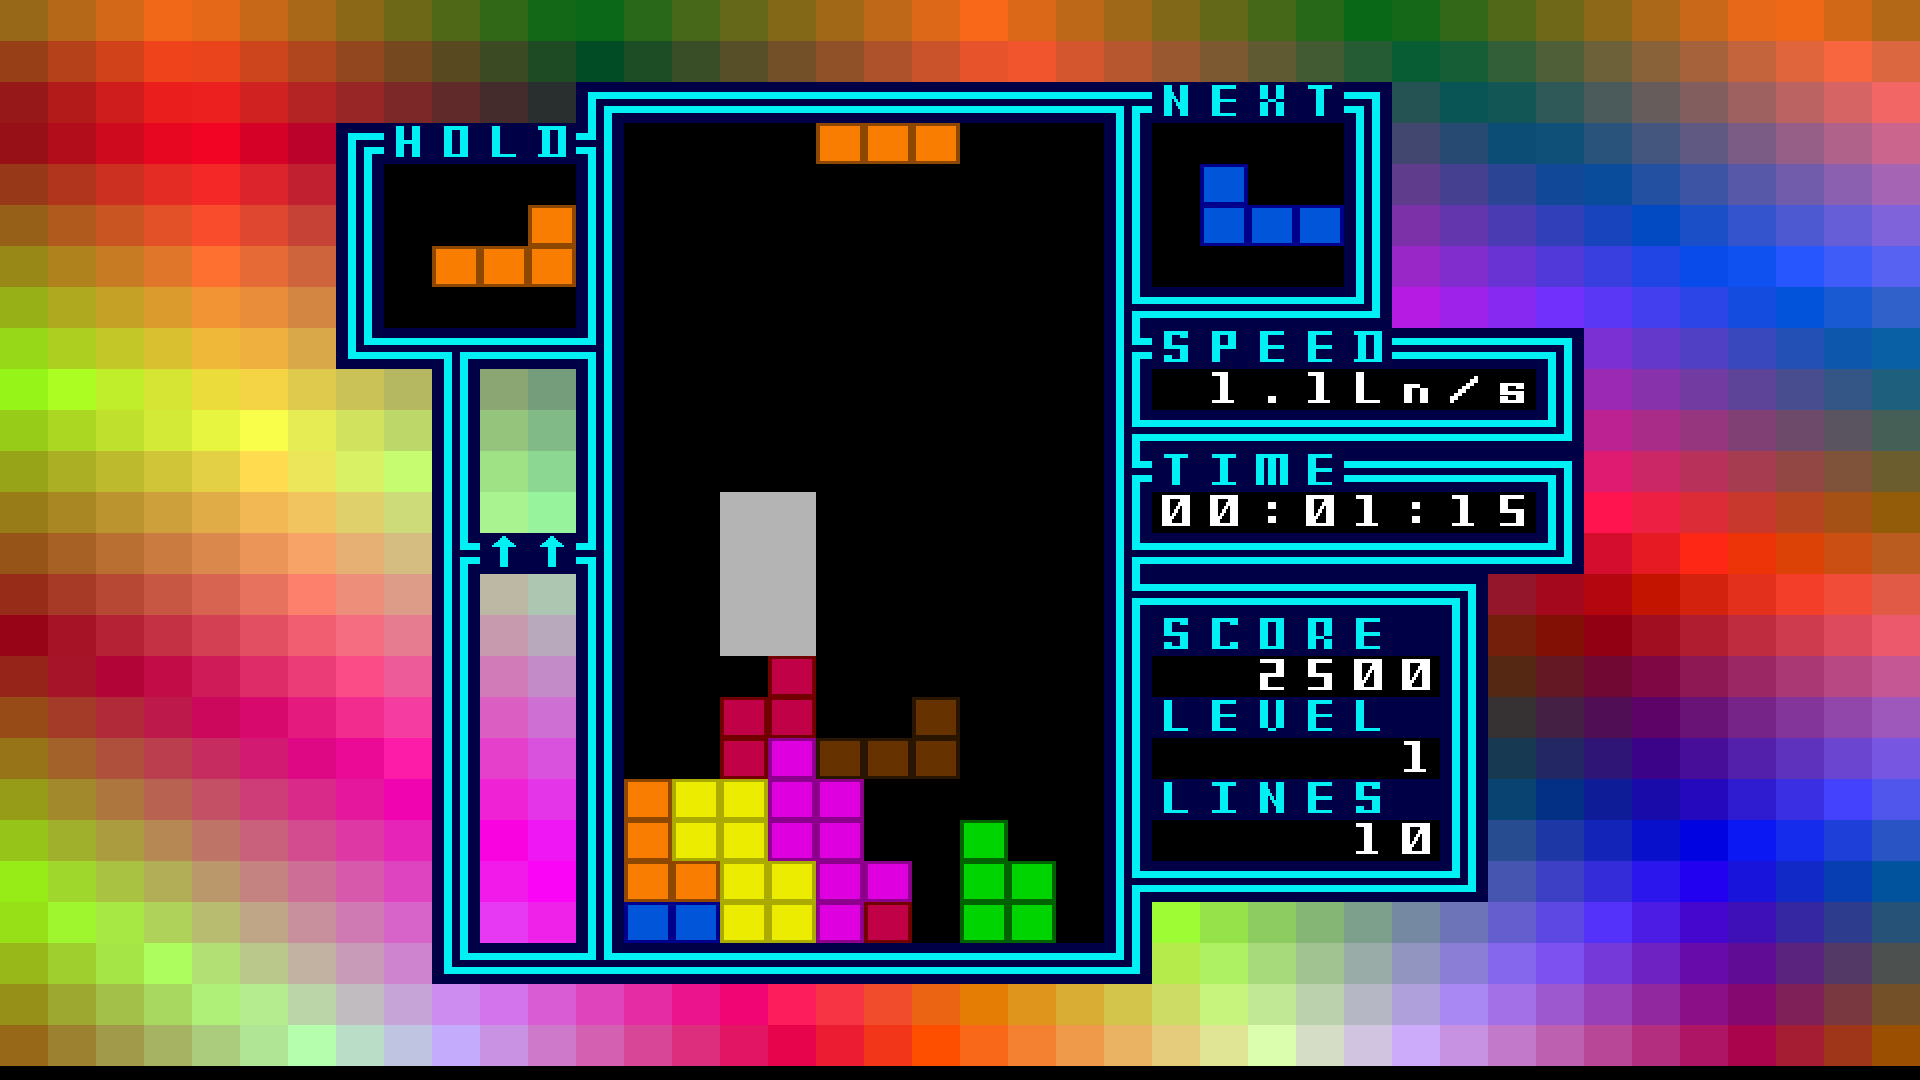 HOLD
NEXT
SPEED
1.1Ln/s
TIME
00:01:15
SCORE
2500
LEVEL
1
LINES
10